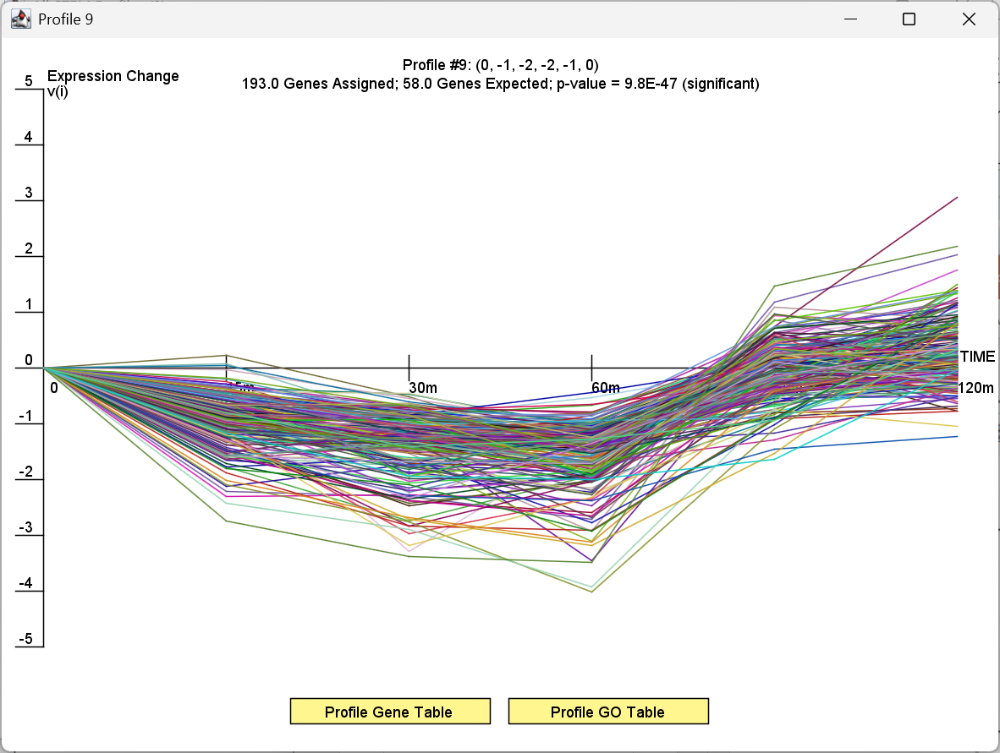 Profile 9
Profile #9: (0, -1, -2, -2, -1, 0)
193.0 Genes Assigned; 58.0 Genes Expected; p-value = 9.8E-47 (significant)
Expression Change
v(i)
5
4
3
2
1
0
-1
-2
-3
-4
-5
TIME
0
30m
60m
120m
Profile Gene Table
Profile GO Table